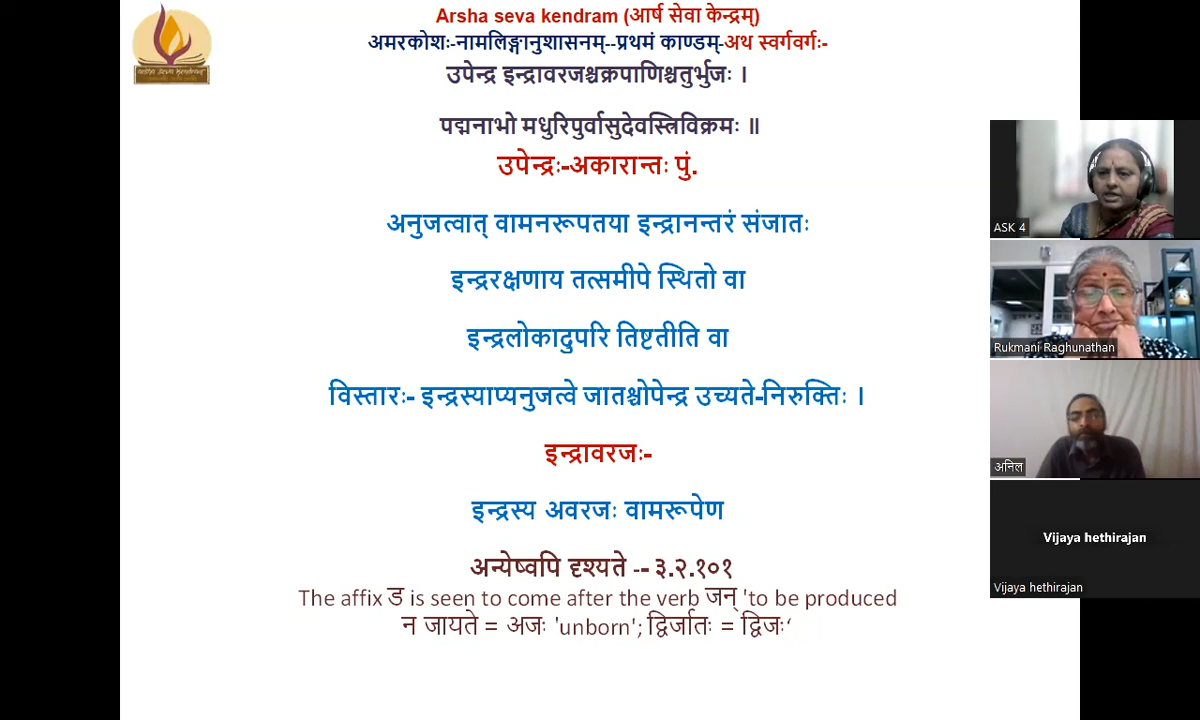 Arsha seva kendram (आर्ष सेवा केन्द्रम्)
अमरकोशः-नामलिङ्गानुशासनम्--प्रथमं काण्डम्-अथ स्वर्गवर्गः-
उपेन्द्र इन्द्रावरजश्चक्रपाणिश्चतुर्भुजः ।
पद्मनाभो मधुरिपुर्वासुदेवस्त्रिविक्रमः ॥
उपेन्द्रः-अकारान्तः पुं.
अनुजत्वात् वामनरूपतया इन्द्रानन्तरं संजातः
इन्द्ररक्षणाय तत्समीपे स्थितो वा
इन्द्रलोकादुपरि तिष्टतीति वा
विस्तारः- इन्द्रस्याप्यनुजत्वे जातश्चोपेन्द्र उच्यते-निरुक्तिः ।
इन्द्रावरजः-
इन्द्रस्य अवरजः वामरूपेण
अन्येष्वपि दृश्यते -- ३.२.१०१
The affix ड is seen to come after the verb जन् 'to be produced
न जायते = अजः 'unborn'; द्विर्जातः = द्विजः‘
arsha seva kendram
ASK 4
Rukmani Raghunathan
अनिल
Vijaya hethirajan
Vijaya hethirajan